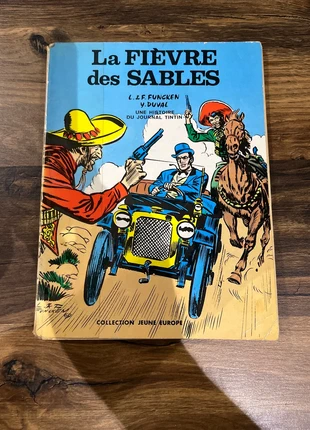 La FIÈVRE
des SABLES
L. & F. FUNCKEN
Y. DUVAL
UNE HISTOIRE
DU JOURNAL TINTIN
COLLECTION JEUNE EUROPE